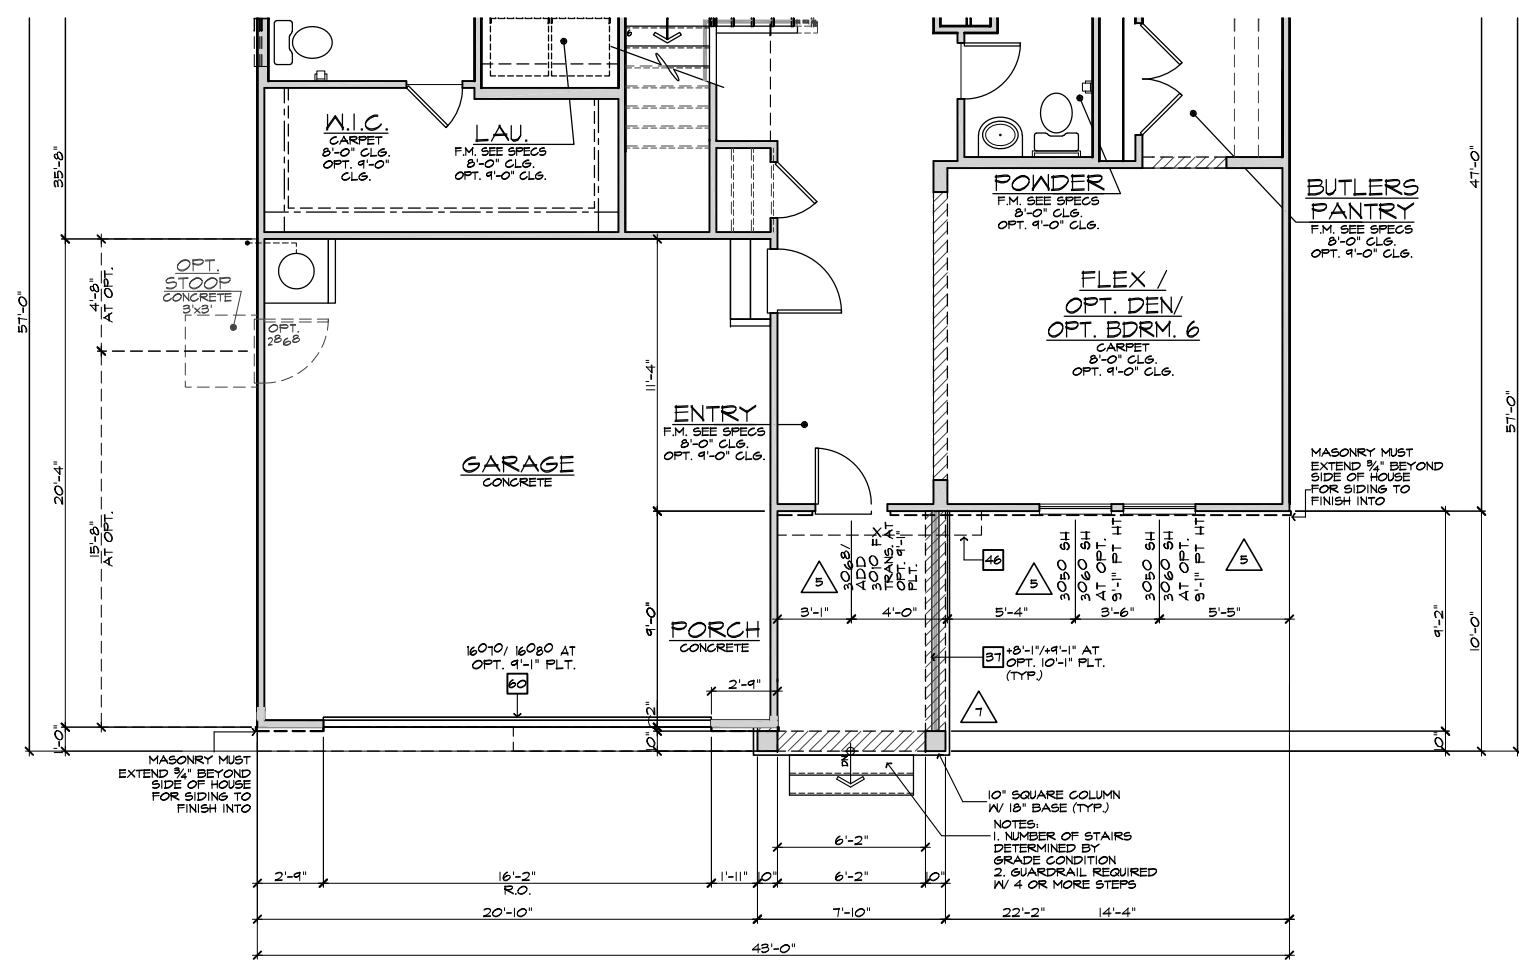 W.I.C.
CARPET
8'-0" CLG.
OPT. 9'-0"
CLG.
LAU.
F.M. SEE SPECS
8'-0" CLG.
OPT. 9'-0" CLG.
POWDER
F.M. SEE SPECS
8'-0" CLG.
OPT. 9'-0" CLG.
BUTLERS
PANTRY
F.M. SEE SPECS
8'-0" CLG.
OPT. 9'-0" CLG.
35'-8"
47'-0"
57'-0"
57'-0"
OPT.
STOOP
CONCRETE
3'x3'
OPT.
2868
4'-8"
AT OPT.
FLEX /
OPT. DEN/
OPT. BDRM. 6
CARPET
8'-0" CLG.
OPT. 9'-0" CLG.
11'-4"
ENTRY
F.M. SEE SPECS
8'-0" CLG.
OPT. 9'-0" CLG.
GARAGE
CONCRETE
20'-4"
15'-8"
AT OPT.
MASONRY MUST
EXTEND 3/4" BEYOND
SIDE OF HOUSE
FOR SIDING TO
FINISH INTO
3068/
ADD
3010 FX
TRANS. AT
OPT. 9'-1"
PLT.
5
46
5
3050 SH
3060 SH
AT OPT.
9'-1" PT HT
3050 SH
3060 SH
AT OPT.
9'-1" PT HT
5
3'-1"
4'-0"
5'-4"
3'-6"
5'-5"
9'-0"
9'-2"
10'-0"
PORCH
CONCRETE
16070/ 16080 AT
OPT. 9'-1" PLT.
60
37
+8'-1"/+9'-1" AT
OPT. 10'-1" PLT.
(TYP.)
2'-9"
7
1'-0"
10"
10"
DN
MASONRY MUST
EXTEND 3/4" BEYOND
SIDE OF HOUSE
FOR SIDING TO
FINISH INTO
10" SQUARE COLUMN
W/ 18" BASE (TYP.)
NOTES:
1. NUMBER OF STAIRS
DETERMINED BY
GRADE CONDITION
2. GUARDRAIL REQUIRED
W/ 4 OR MORE STEPS
6'-2"
2'-9"
16'-2"
R.O.
1'-11"
10"
6'-2"
10"
20'-10"
7'-10"
22'-2"
14'-4"
43'-0"